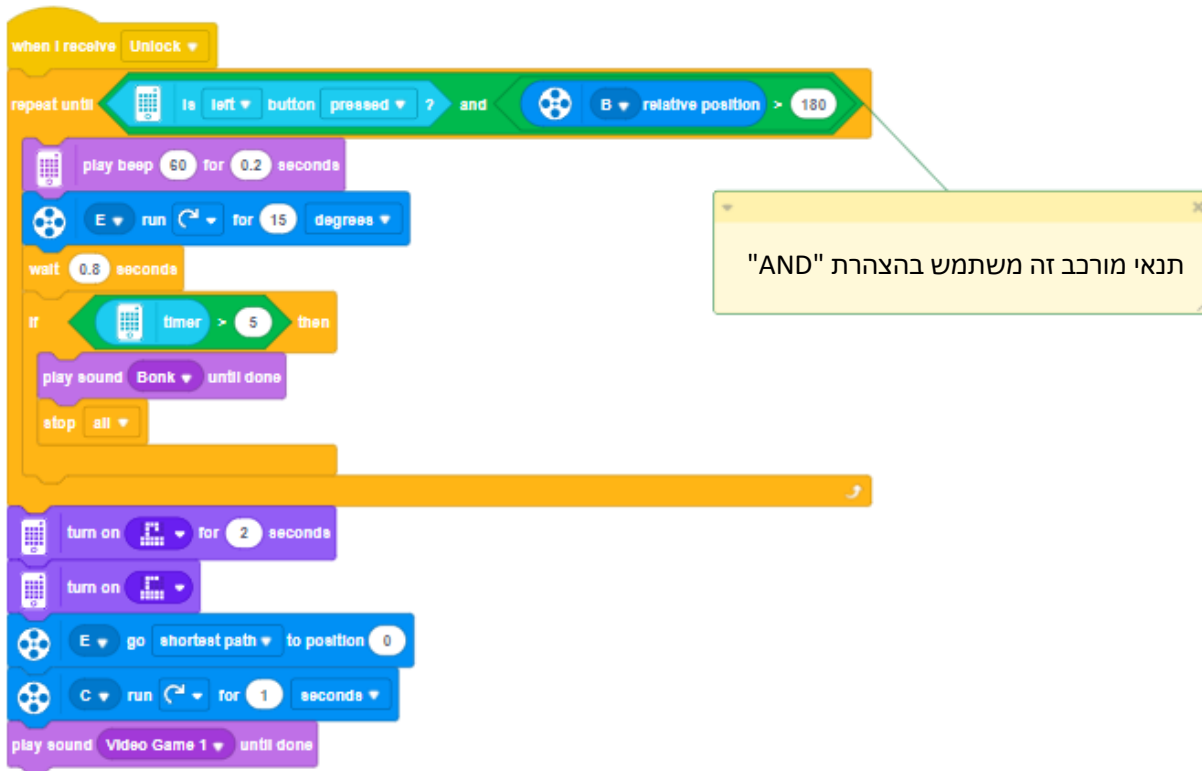 when I receive Unlock
repeat until is left button pressed ? and B relative position > 180
play beep 60 for 0.2 seconds
E run for 15 degrees
תנאי מורכב זה משתמש בהצהרת "AND"
wait 0.8 seconds
if timer > 5 then
play sound Bonk until done
stop all
turn on for 2 seconds
turn on
E go shortest path to position 0
C run for 1 seconds
play sound Video Game 1 until done